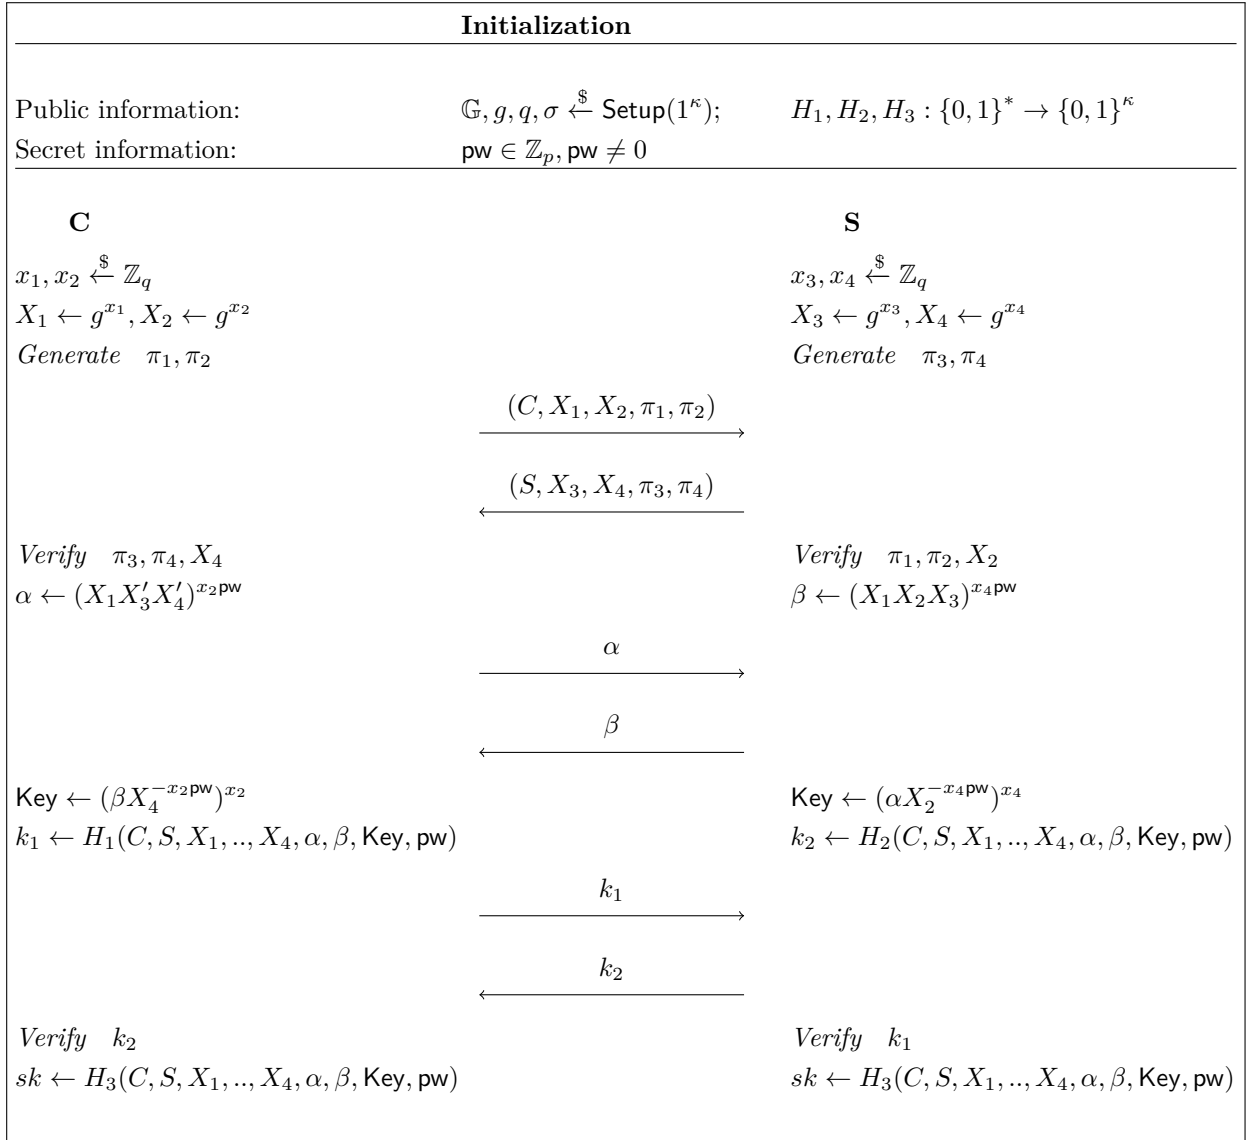 Initialization
Public information: 𝔾, g, q, σ ←$ Setup(1^κ); H₁, H₂, H₃ : {0, 1}* → {0, 1}^κ
Secret information: pw ∈ ℤ_p, pw ≠ 0
C S
x₁, x₂ ←$ ℤ_q x₃, x₄ ←$ ℤ_q
X₁ ← g^{x₁}, X₂ ← g^{x₂} X₃ ← g^{x₃}, X₄ ← g^{x₄}
Generate π₁, π₂ Generate π₃, π₄
(C, X₁, X₂, π₁, π₂)
(S, X₃, X₄, π₃, π₄)
Verify π₃, π₄, X₄ Verify π₁, π₂, X₂
α ← (X₁X₃′X₄′)^{x₂pw} β ← (X₁X₂X₃)^{x₄pw}
α
β
Key ← (βX₄^{−x₂pw})^{x₂} Key ← (αX₂^{−x₄pw})^{x₄}
k₁ ← H₁(C, S, X₁, .., X₄, α, β, Key, pw) k₂ ← H₂(C, S, X₁, .., X₄, α, β, Key, pw)
k₁
k₂
Verify k₂ Verify k₁
sk ← H₃(C, S, X₁, .., X₄, α, β, Key, pw) sk ← H₃(C, S, X₁, .., X₄, α, β, Key, pw)